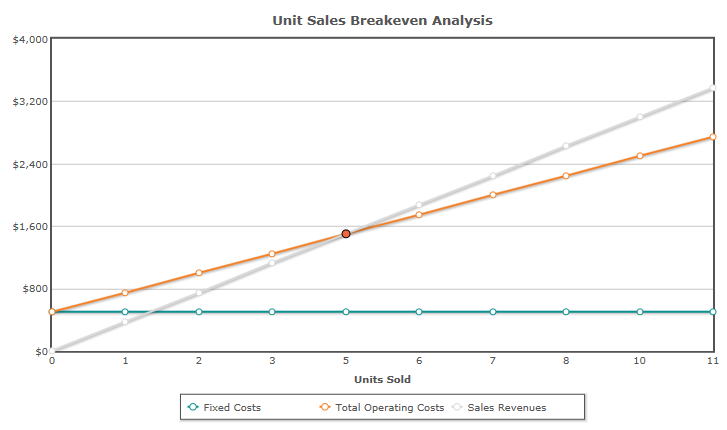 Unit Sales Breakeven Analysis
$4,000
$3,200
$2,400
$1,600
$800
$0
0 1 2 3 5 6 7 8 10 11
Units Sold
Fixed Costs Total Operating Costs Sales Revenues